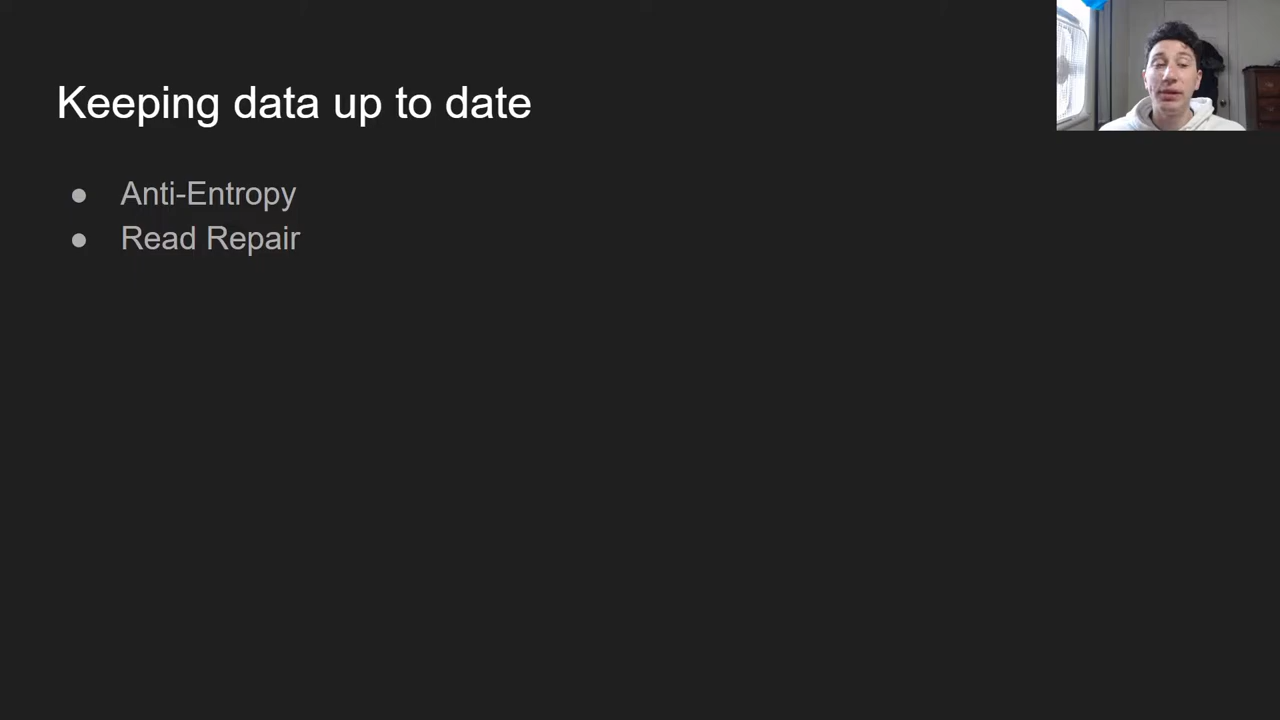 Keeping data up to date
● Anti-Entropy
● Read Repair